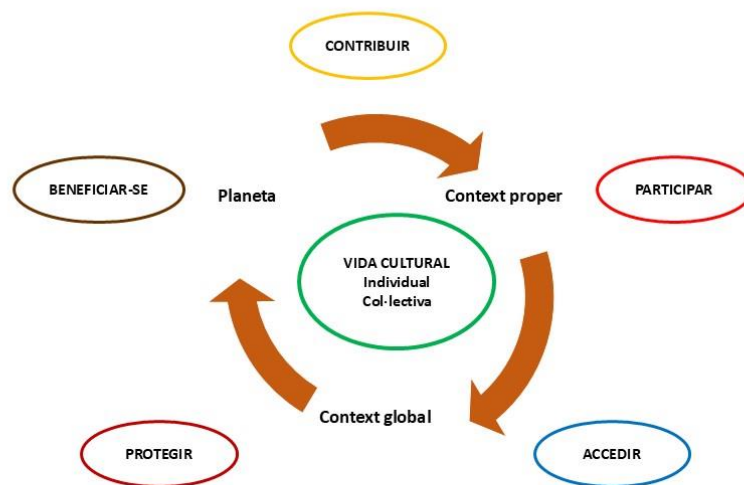 CONTRIBUIR
BENEFICIAR-SE
Planeta
Context proper
PARTICIPAR
VIDA CULTURAL
Individual
Col·lectiva
Context global
PROTEGIR
ACCEDIR